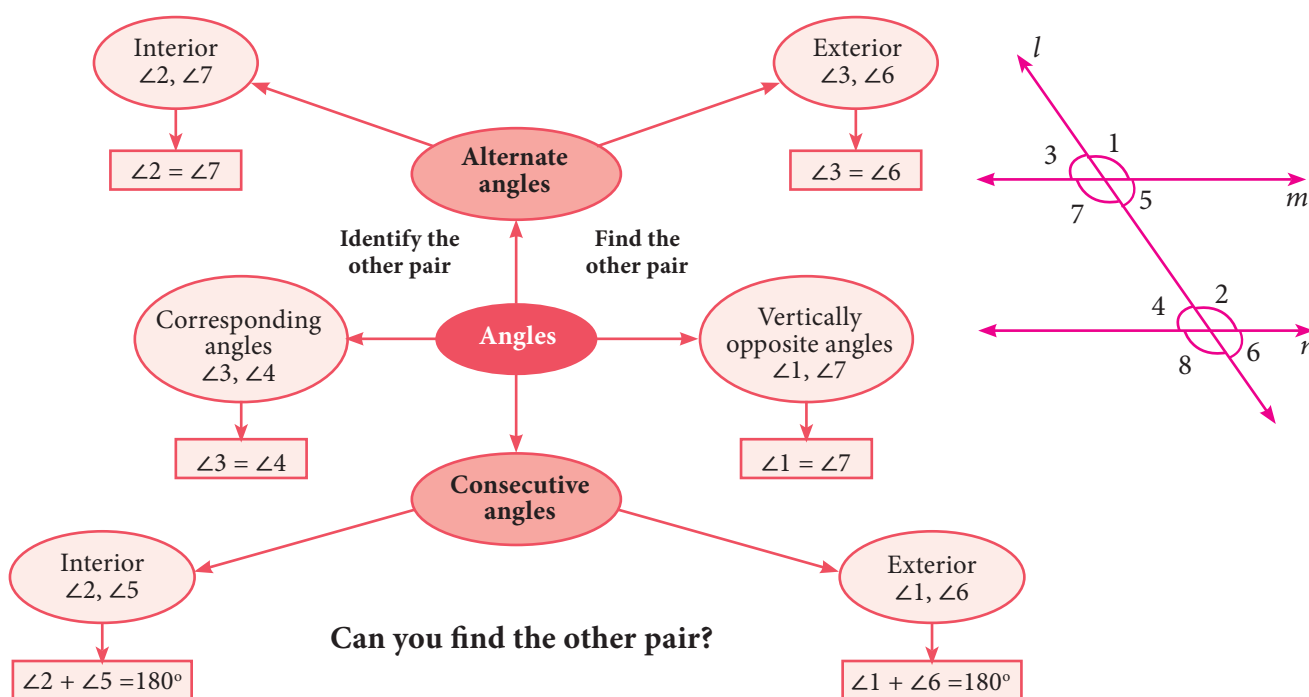 Interior
∠2, ∠7
∠2 = ∠7
Exterior
∠3, ∠6
∠3 = ∠6
Alternate
angles
Identify the
other pair
Find the
other pair
Corresponding
angles
∠3, ∠4
∠3 = ∠4
Angles
Vertically
opposite angles
∠1, ∠7
∠1 = ∠7
Consecutive
angles
Interior
∠2, ∠5
∠2 + ∠5 =180°
Exterior
∠1, ∠6
∠1 + ∠6 =180°
Can you find the other pair?
l
3 1
7 5
m
4 2
8 6